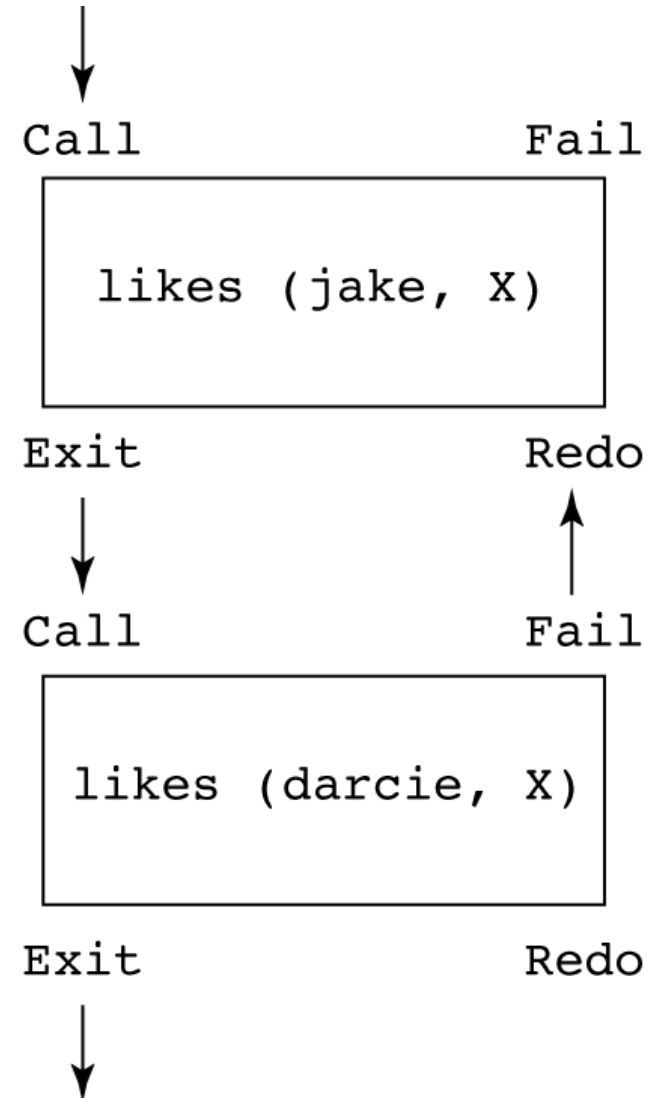 Call Fail
likes (jake, X)
Exit Redo
Call Fail
likes (darcie, X)
Exit Redo